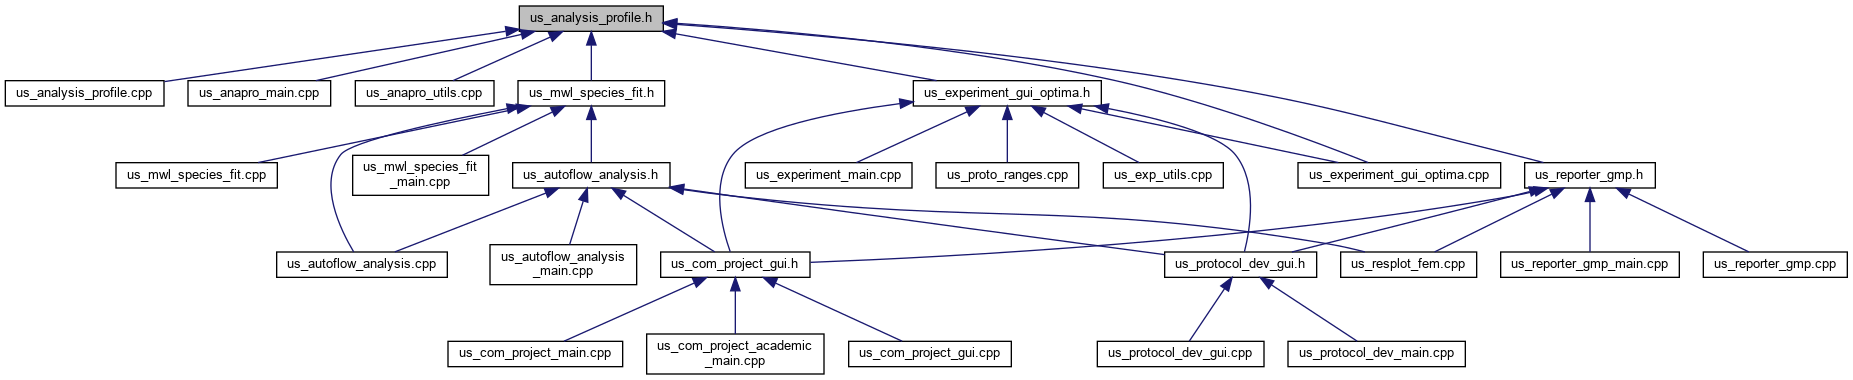 us_analysis_profile.h
us_analysis_profile.cpp
us_anapro_main.cpp
us_anapro_utils.cpp
us_mwl_species_fit.h
us_experiment_gui_optima.h
us_mwl_species_fit.cpp
us_mwl_species_fit
_main.cpp
us_autoflow_analysis.h
us_experiment_main.cpp
us_proto_ranges.cpp
us_exp_utils.cpp
us_experiment_gui_optima.cpp
us_reporter_gmp.h
us_autoflow_analysis.cpp
us_autoflow_analysis
_main.cpp
us_com_project_gui.h
us_protocol_dev_gui.h
us_resplot_fem.cpp
us_reporter_gmp_main.cpp
us_reporter_gmp.cpp
us_com_project_main.cpp
us_com_project_academic
_main.cpp
us_com_project_gui.cpp
us_protocol_dev_gui.cpp
us_protocol_dev_main.cpp